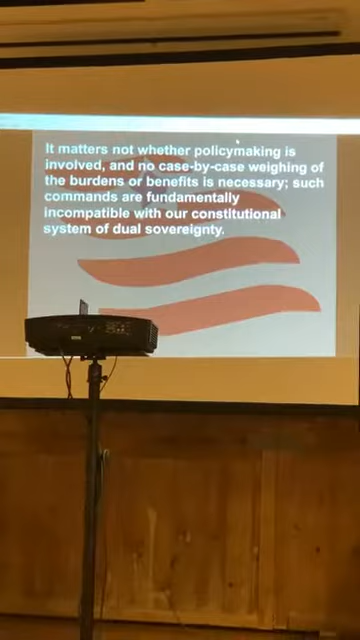 It matters not whether policymaking is
involved, and no case-by-case weighing of
the burdens or benefits is necessary; such
commands are fundamentally
incompatible with our constitutional
system of dual sovereignty.